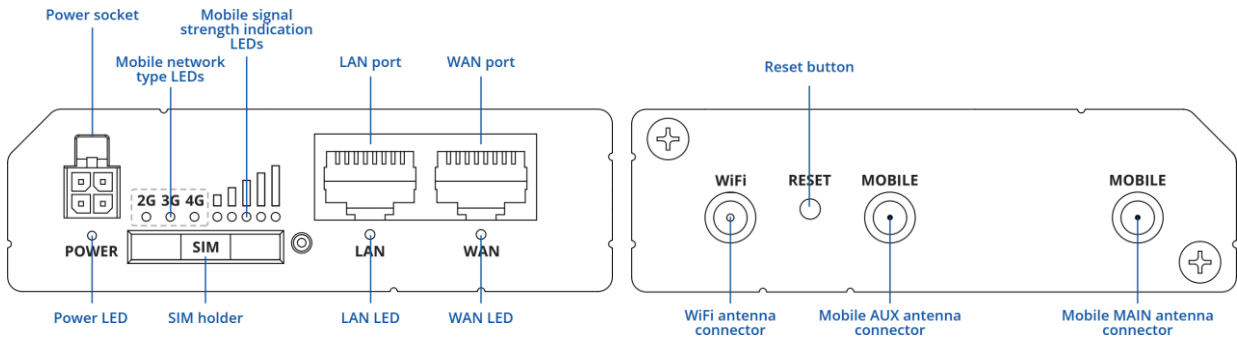 Power socket
Mobile signal
strength indication
LEDs
Mobile network
type LEDs
LAN port
WAN port
Reset button
2G 3G 4G
POWER
SIM
LAN
WAN
WiFi
RESET
MOBILE
MOBILE
Power LED
SIM holder
LAN LED
WAN LED
WiFi antenna
connector
Mobile AUX antenna
connector
Mobile MAIN antenna
connector